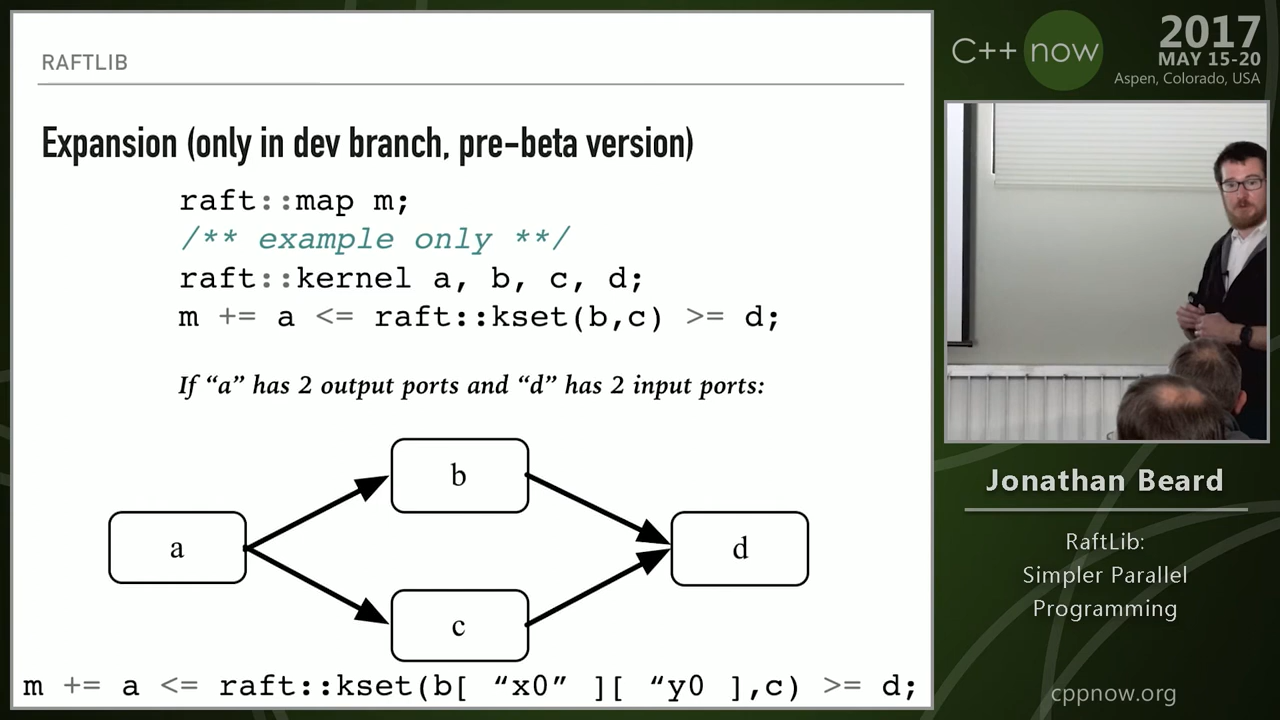 RAFTLIB
Expansion (only in dev branch, pre-beta version)
raft::map m;
/** example only **/
raft::kernel a, b, c, d;
m += a <= raft::kset(b,c) >= d;
If “a” has 2 output ports and “d” has 2 input ports:
b
a
d
c
m += a <= raft::kset(b[ “x0” ][ “y0 ],c) >= d;
C++ now
2017
MAY 15-20
Aspen, Colorado, USA
Jonathan Beard
RaftLib:
Simpler Parallel
Programming
cppnow.org